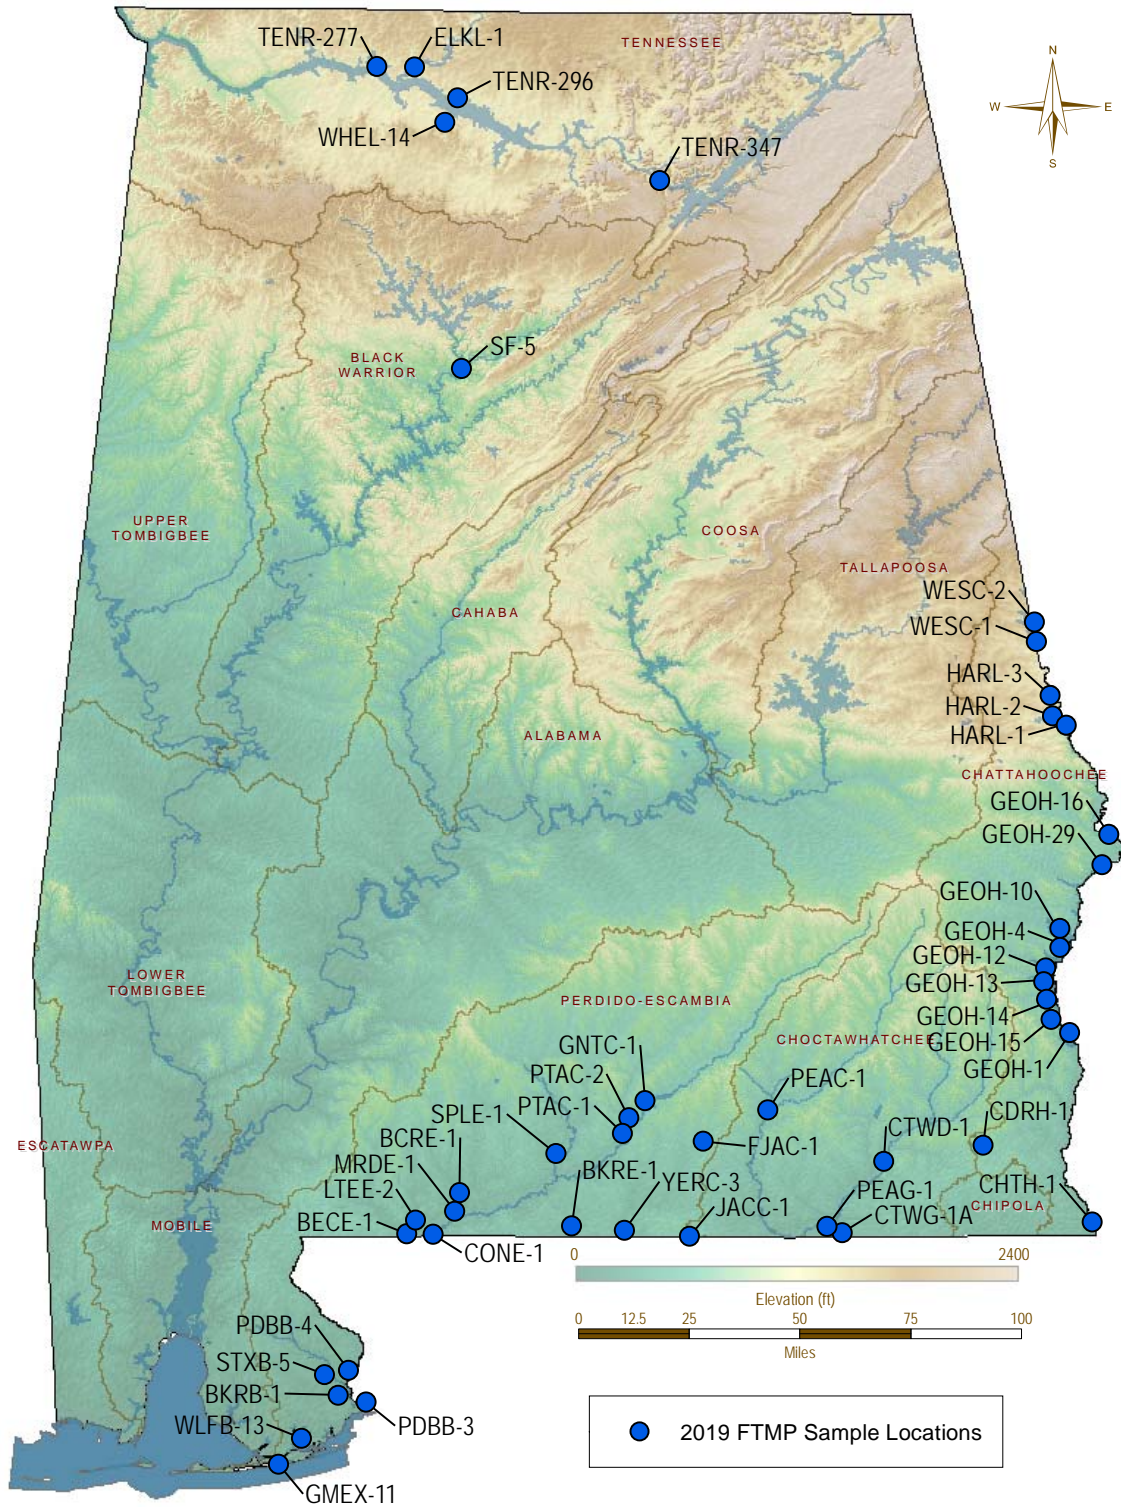 TENR-277
ELKL-1
TENNESSEE
TENR-296
WHEL-14
TENR-347
N
W
E
S
SF-5
BLACK
WARRIOR
UPPER
TOMBIGBEE
COOSA
TALLAPOOSA
CAHABA
WESC-2
WESC-1
HARL-3
HARL-2
HARL-1
ALABAMA
CHATTAHOOCHEE
GEOH-16
GEOH-29
GEOH-10
GEOH-4
GEOH-12
GEOH-13
GEOH-14
GEOH-15
GEOH-1
LOWER
TOMBIGBEE
PERDIDO-ESCAMBIA
CHOCTAWHATCHEE
GNTC-1
PTAC-2
PTAC-1
PEAC-1
SPLE-1
BCRE-1
MRDE-1
LTEE-2
BECE-1
CONE-1
BKRE-1
YERC-3
FJAC-1
JACC-1
CTWD-1
CDRH-1
PEAG-1
CTWG-1A
CHTH-1
CHIPOLA
ESCATAWPA
MOBILE
0
2400
Elevation (ft)
0
12.5
25
50
75
100
Miles
PDBB-4
STXB-5
BKRB-1
WLFB-13
PDBB-3
GMEX-11
2019 FTMP Sample Locations